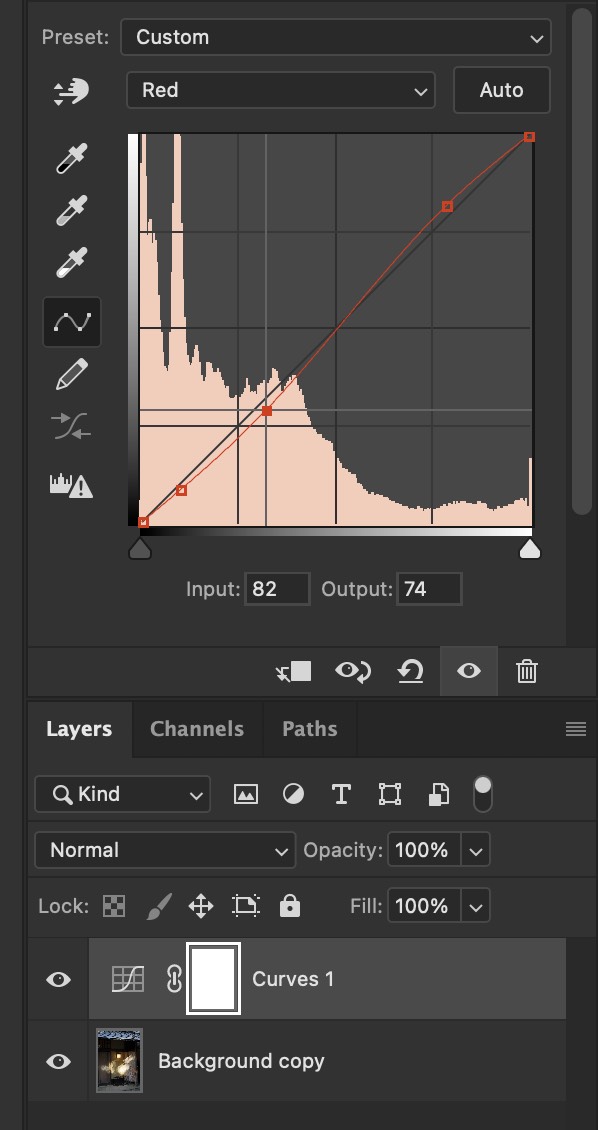 Preset: Custom
Red Auto
Input: 82 Output: 74
Layers Channels Paths
Kind
Normal Opacity: 100%
Lock: Fill: 100%
Curves 1
Background copy